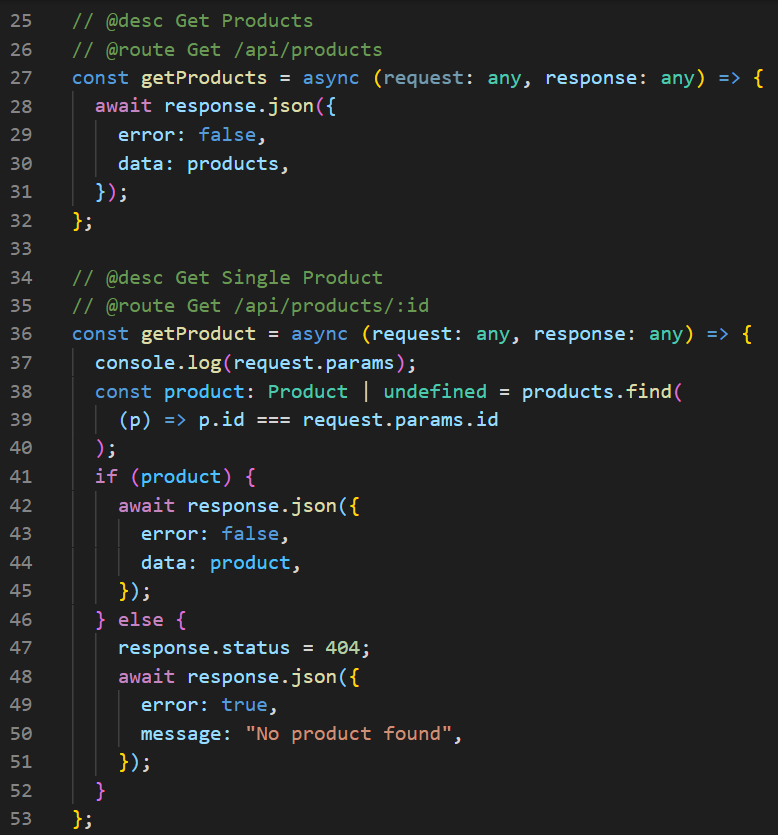 25 // @desc Get Products
26 // @route Get /api/products
27 const getProducts = async (request: any, response: any) => {
28   await response.json({
29     error: false,
30     data: products,
31   });
32 };
33
34 // @desc Get Single Product
35 // @route Get /api/products/:id
36 const getProduct = async (request: any, response: any) => {
37   console.log(request.params);
38   const product: Product | undefined = products.find(
39     (p) => p.id === request.params.id
40   );
41   if (product) {
42     await response.json({
43       error: false,
44       data: product,
45     });
46   } else {
47     response.status = 404;
48     await response.json({
49       error: true,
50       message: "No product found",
51     });
52   }
53 };